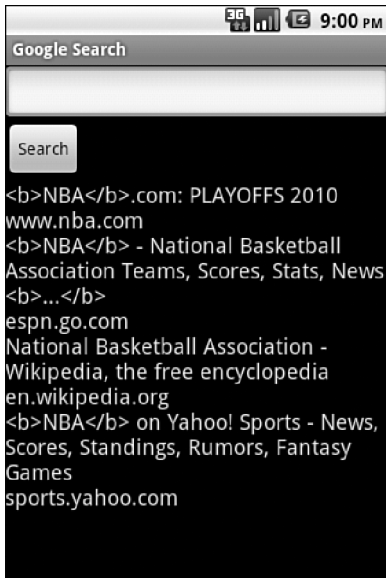 3G 9:00 PM
Google Search
Search
<b>NBA</b>.com: PLAYOFFS 2010
www.nba.com
<b>NBA</b> - National Basketball
Association Teams, Scores, Stats, News
<b>...</b>
espn.go.com
National Basketball Association -
Wikipedia, the free encyclopedia
en.wikipedia.org
<b>NBA</b> on Yahoo! Sports - News,
Scores, Standings, Rumors, Fantasy
Games
sports.yahoo.com